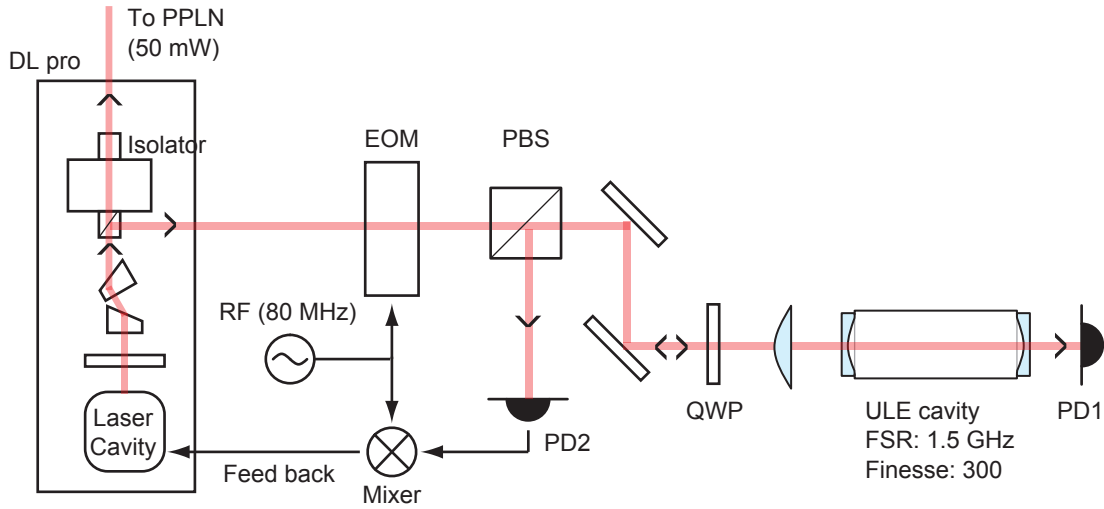 To PPLN
(50 mW)
DL pro
Isolator
EOM
PBS
RF (80 MHz)
QWP
ULE cavity
FSR: 1.5 GHz
Finesse: 300
PD1
Laser
Cavity
PD2
Feed back
Mixer